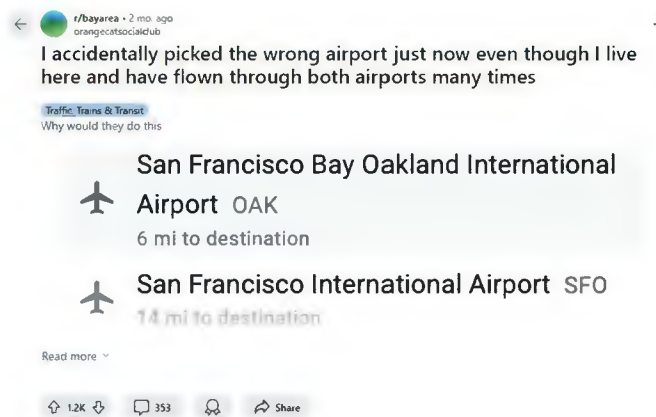 r/bayarea • 2 mo. ago
orangecatsocialclub
I accidentally picked the wrong airport just now even though I live
here and have flown through both airports many times
Traffic, Trains & Transit
Why would they do this
San Francisco Bay Oakland International
Airport OAK
6 mi to destination
San Francisco International Airport SFO
14 mi to destination
Read more
1.2K 353 Share